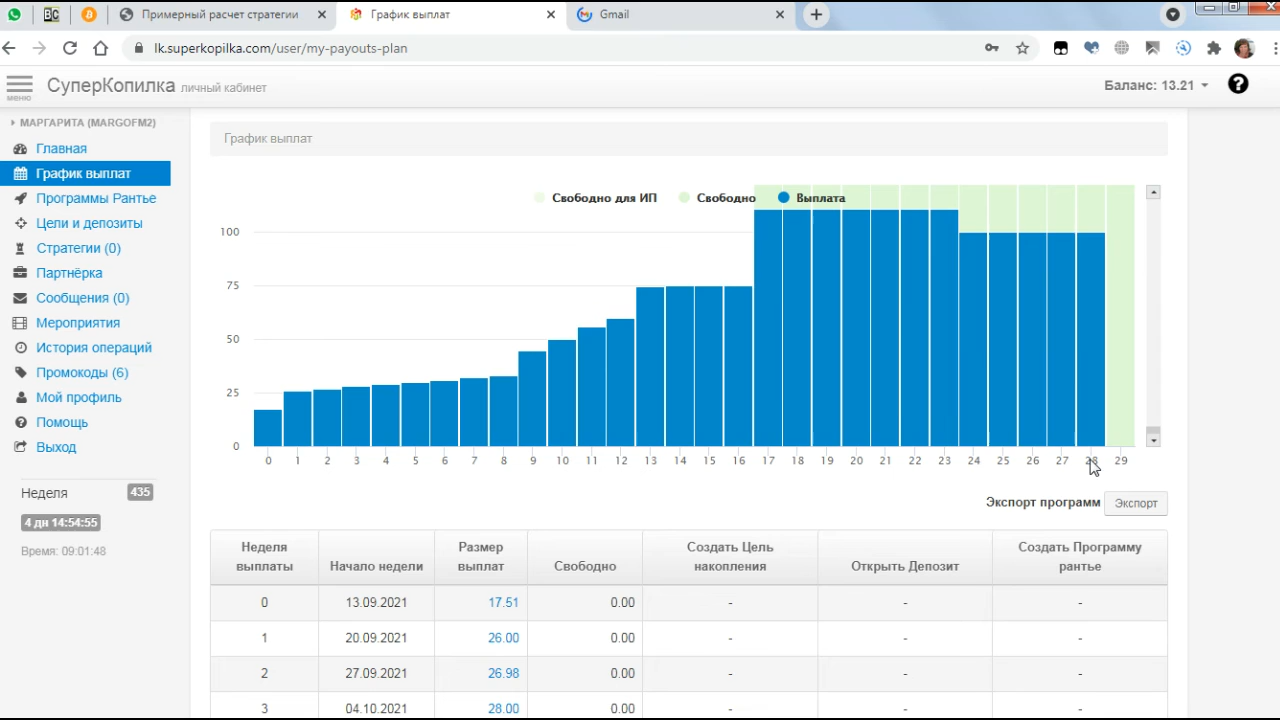 BC
Примерный расчет стратегии
График выплат
Gmail
lk.superkopilka.com/user/my-payouts-plan
меню
СуперКопилка личный кабинет
Баланс: 13.21
МАРГАРИТА (MARGOFM2)
Главная
График выплат
Программы Рантье
Цели и депозиты
Стратегии (0)
Партнёрка
Сообщения (0)
Мероприятия
История операций
Промокоды (6)
Мой профиль
Помощь
Выход
Неделя 435
4 дн 14:54:55
Время: 09:01:48
График выплат
Свободно для ИП Свободно Выплата
100
75
50
25
0
0 1 2 3 4 5 6 7 8 9 10 11 12 13 14 15 16 17 18 19 20 21 22 23 24 25 26 27 28 29
Экспорт программ Экспорт
Неделя выплаты Начало недели Размер выплат Свободно Создать Цель накопления Открыть Депозит Создать Программу рантье
0 13.09.2021 17.51 0.00 - - -
1 20.09.2021 26.00 0.00 - - -
2 27.09.2021 26.98 0.00 - - -
3 04.10.2021 28.00 0.00 - - -